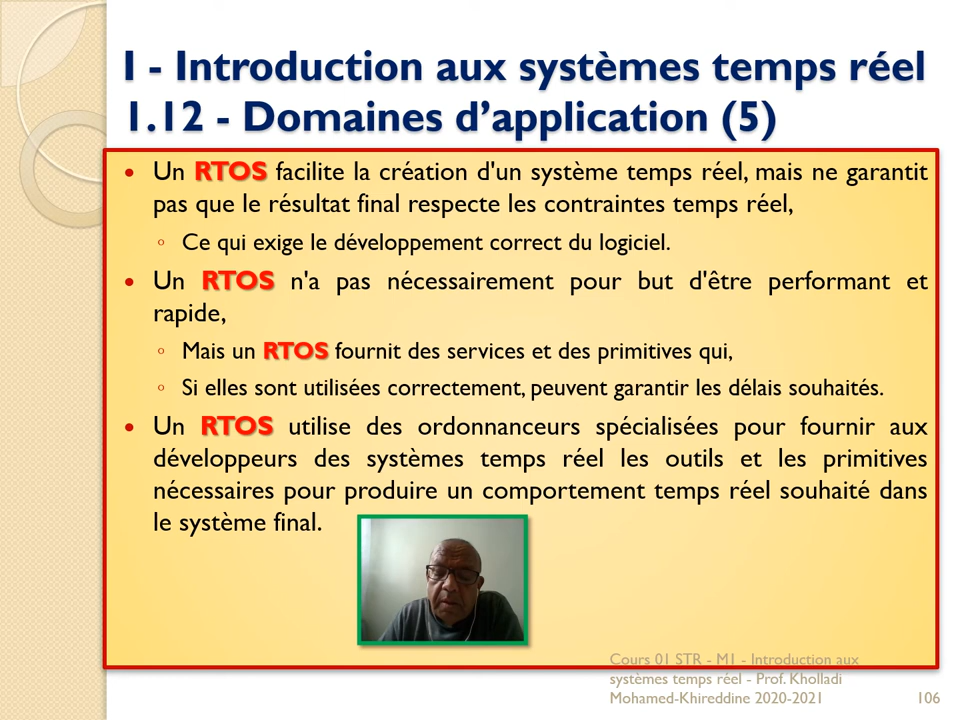 I - Introduction aux systèmes temps réel
1.12 - Domaines d’application (5)
Un RTOS facilite la création d'un système temps réel, mais ne garantit
pas que le résultat final respecte les contraintes temps réel,
Ce qui exige le développement correct du logiciel.
Un RTOS n'a pas nécessairement pour but d'être performant et
rapide,
Mais un RTOS fournit des services et des primitives qui,
Si elles sont utilisées correctement, peuvent garantir les délais souhaités.
Un RTOS utilise des ordonnanceurs spécialisées pour fournir aux
développeurs des systèmes temps réel les outils et les primitives
nécessaires pour produire un comportement temps réel souhaité dans
le système final.
Cours 01 STR - M1 - Introduction aux
systèmes temps réel - Prof. Kholladi
Mohamed-Khireddine 2020-2021 106